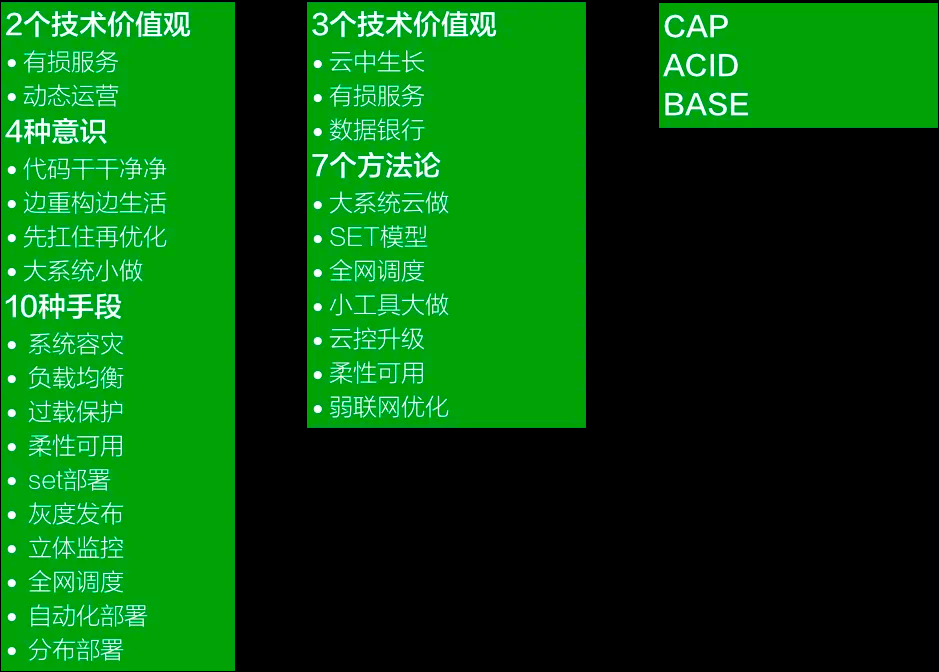 2个技术价值观
• 有损服务
• 动态运营
4种意识
• 代码干干净净
• 边重构边生活
• 先扛住再优化
• 大系统小做
10种手段
• 系统容灾
• 负载均衡
• 过载保护
• 柔性可用
• set部署
• 灰度发布
• 立体监控
• 全网调度
• 自动化部署
• 分布部署
3个技术价值观
• 云中生长
• 有损服务
• 数据银行
7个方法论
• 大系统云做
• SET模型
• 全网调度
• 小工具大做
• 云控升级
• 柔性可用
• 弱联网优化
CAP
ACID
BASE